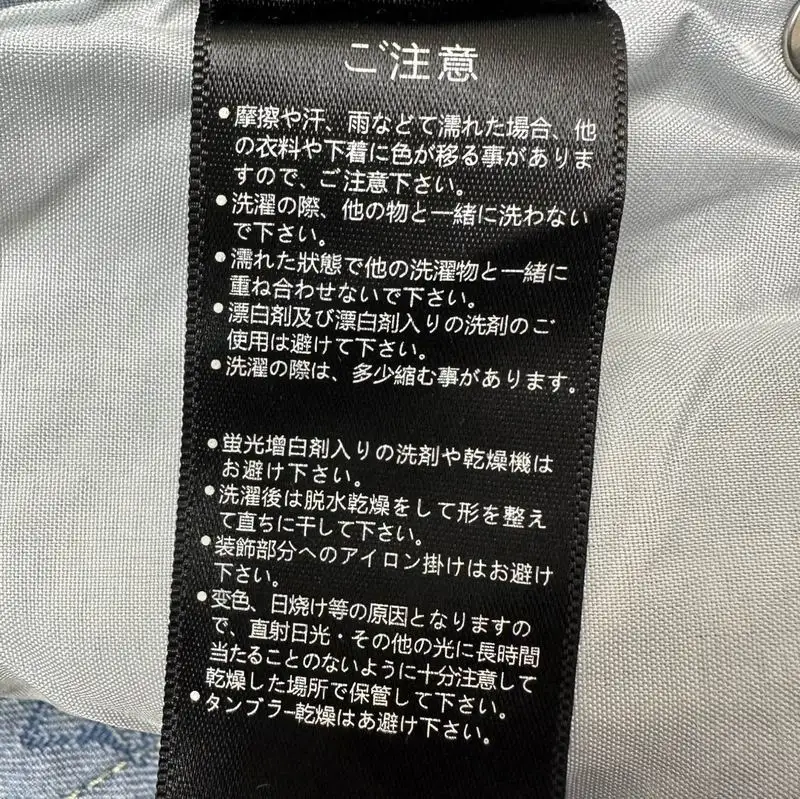 ご注意
•摩擦や汗、雨などて濡れた場合、他
の衣料や下着に色が移る事がありま
すので、ご注意下さい。
•洗濯の際、他の物と一緒に洗わない
で下さい。
•濡れた狀態で他の洗濯物と一緒に
重ね合わせないで下さい。
•漂白剤及び漂白剤入りの洗剤のご
使用は避けて下さい。
•洗濯の際は、多少縮む事があります。
•蛍光增白剤入りの洗剤や乾燥機は
お避け下さい。
•洗濯後は脱水乾燥をして形を整え
て直ちに干して下さい。
•装飾部分へのアイロン掛けはお避け
下さい。
•变色、日焼け等の原因となりますの
で、直射日光・その他の光に長時間
当たることのないように十分注意して
乾燥した場所で保管して下さい。
•タンブラー乾燥はあ避け下さい。